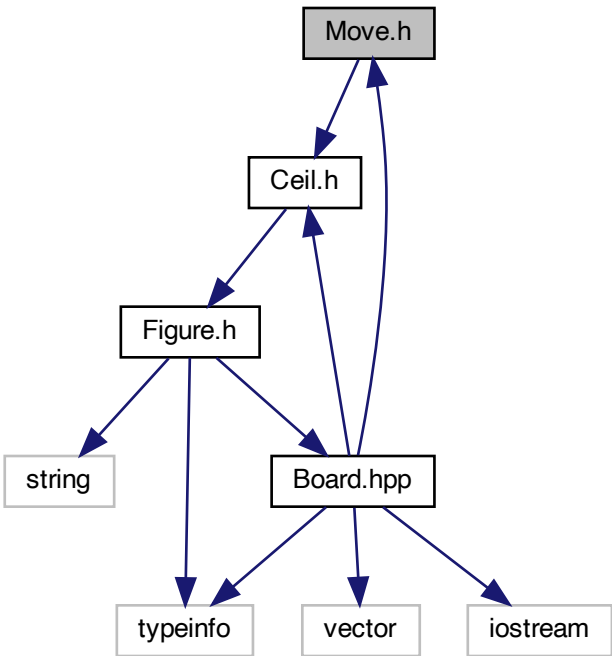 Move.h
Ceil.h
Figure.h
string
Board.hpp
typeinfo
vector
iostream